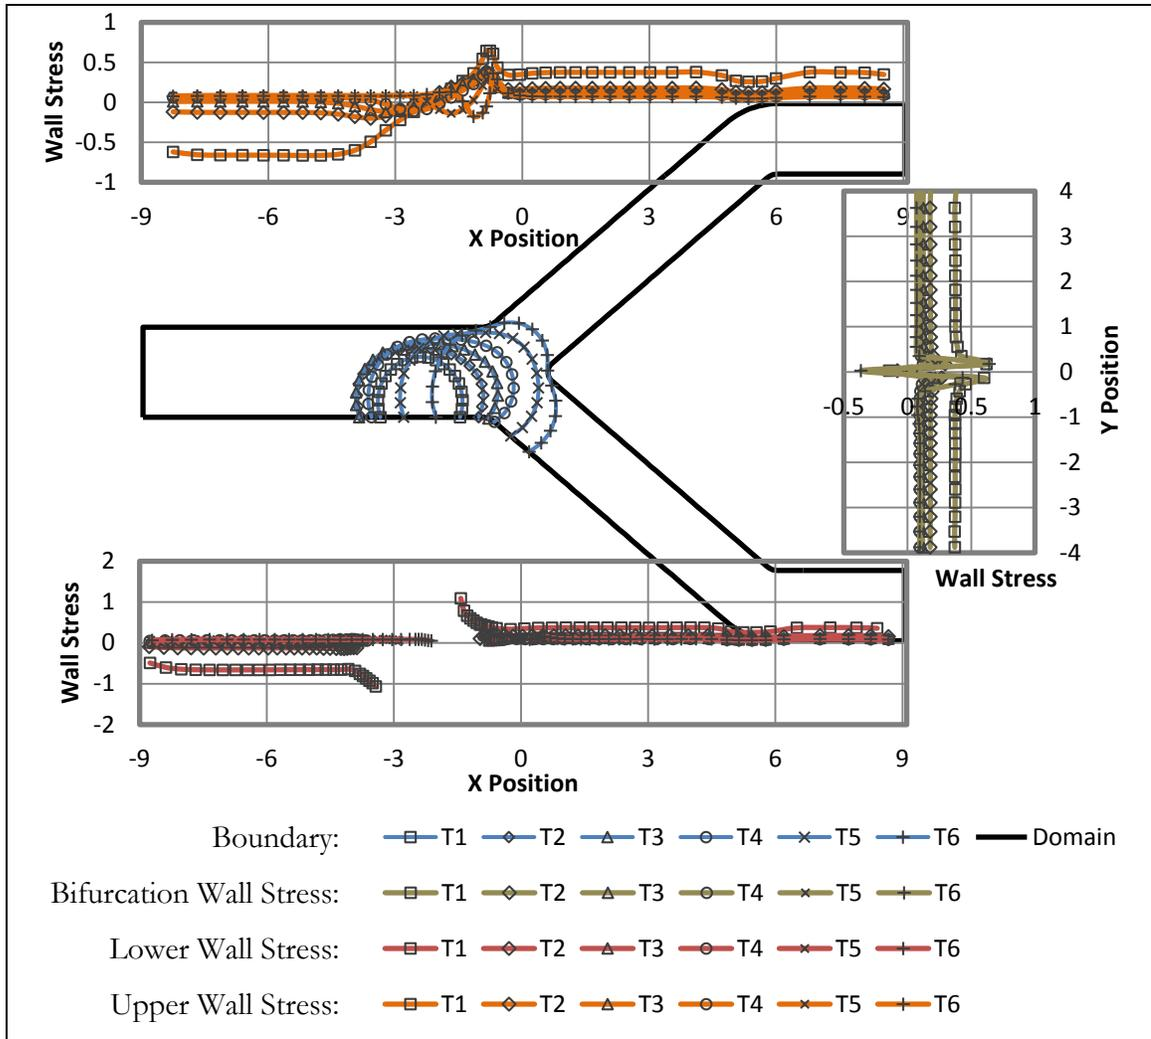 1
0.5
0
-0.5
-1
Wall Stress
-9 -6 -3 0 3 6 9
X Position
4
3
2
1
0
-1
-2
-3
-4
Y Position
-0.5 0 0.5 1
Wall Stress
2
1
0
-1
-2
Wall Stress
-9 -6 -3 0 3 6 9
X Position
Boundary: T1 T2 T3 T4 T5 T6 Domain
Bifurcation Wall Stress: T1 T2 T3 T4 T5 T6
Lower Wall Stress: T1 T2 T3 T4 T5 T6
Upper Wall Stress: T1 T2 T3 T4 T5 T6